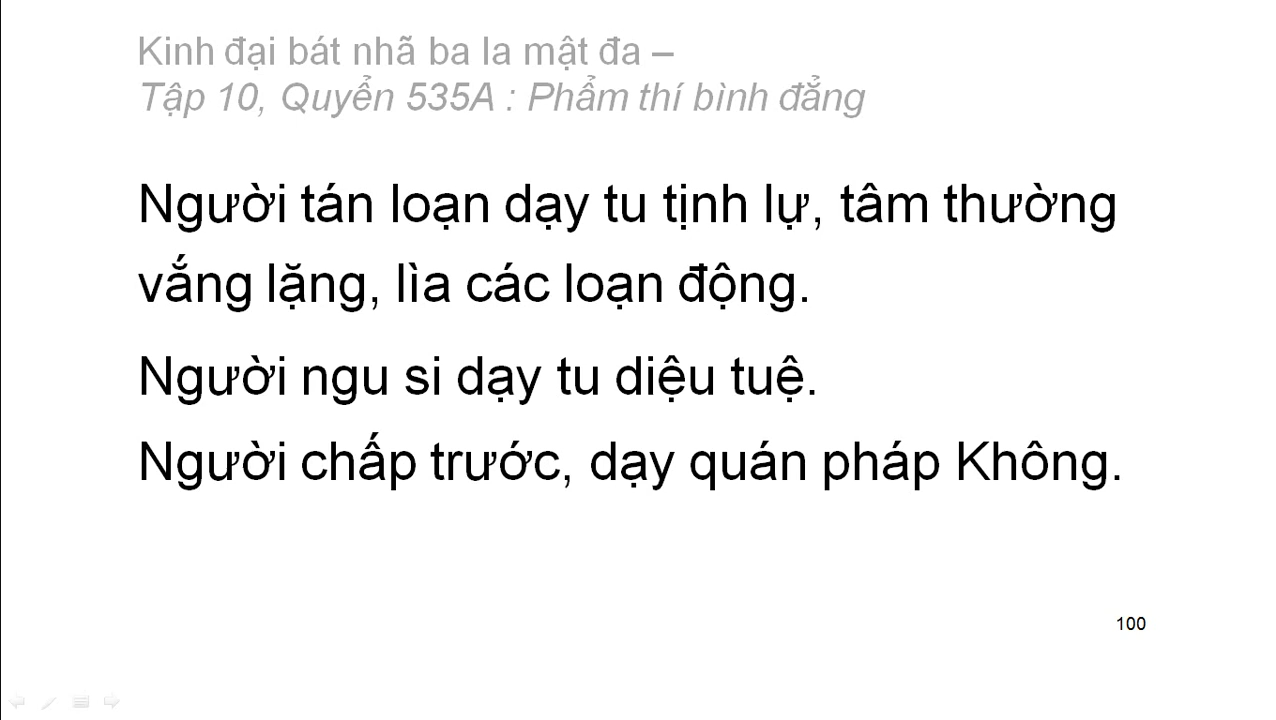 Kinh đại bát nhã ba la mật đa –
Tập 10, Quyển 535A : Phẩm thí bình đẳng
Người tán loạn dạy tu tịnh lự, tâm thường
vắng lặng, lìa các loạn động.
Người ngu si dạy tu diệu tuệ.
Người chấp trước, dạy quán pháp Không.
100